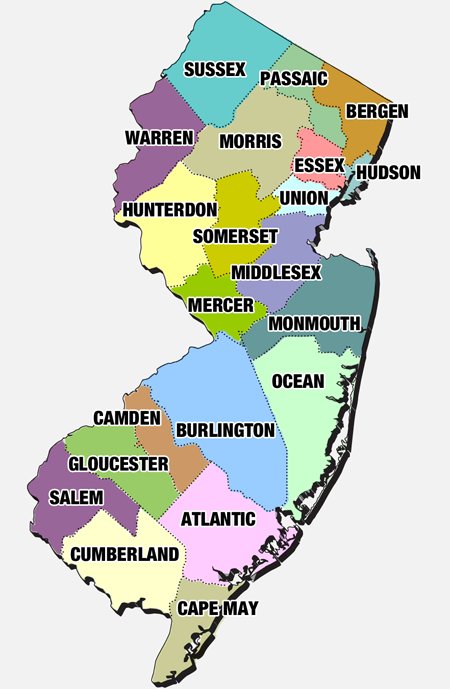 SUSSEX
PASSAIC
BERGEN
WARREN
MORRIS
ESSEX
HUDSON
UNION
HUNTERDON
SOMERSET
MIDDLESEX
MERCER
MONMOUTH
OCEAN
CAMDEN
BURLINGTON
GLOUCESTER
SALEM
ATLANTIC
CUMBERLAND
CAPE MAY